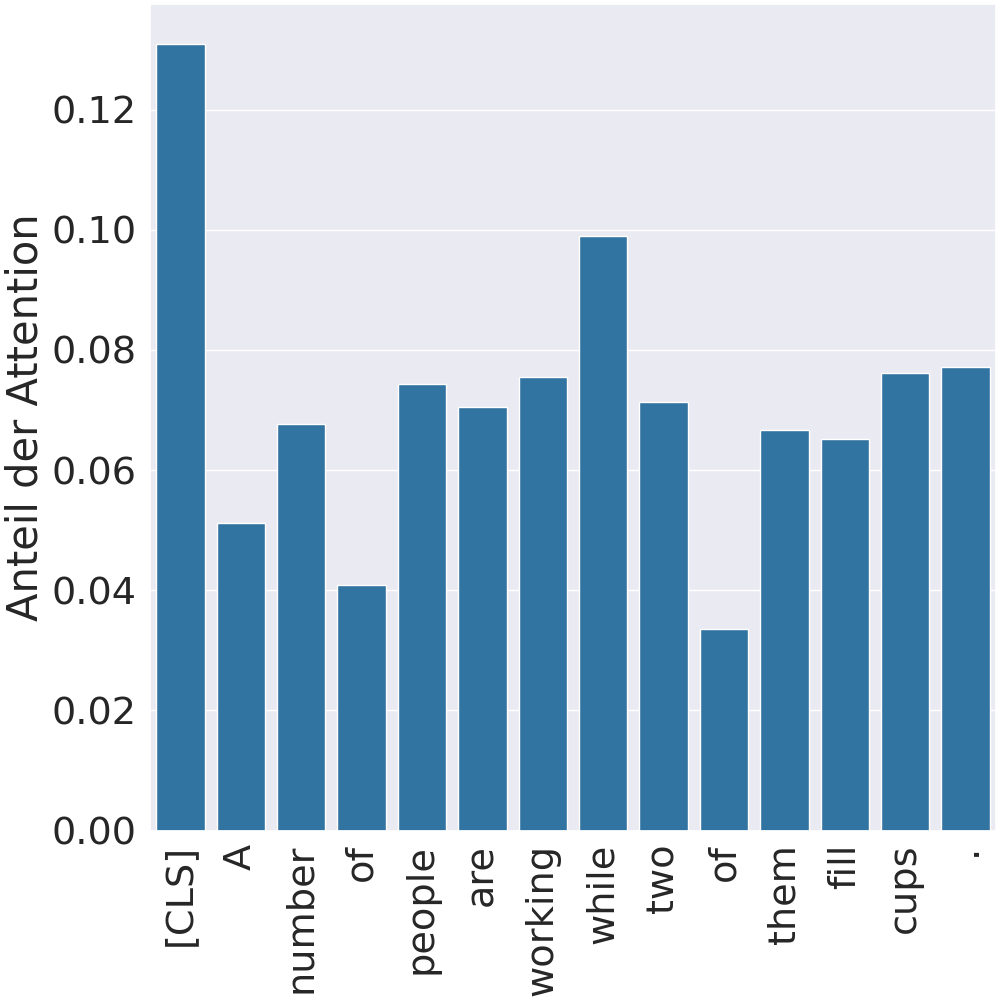 Anteil der Attention
0.12
0.10
0.08
0.06
0.04
0.02
0.00
[CLS]
A
number
of
people
are
working
while
two
of
them
fill
cups
.